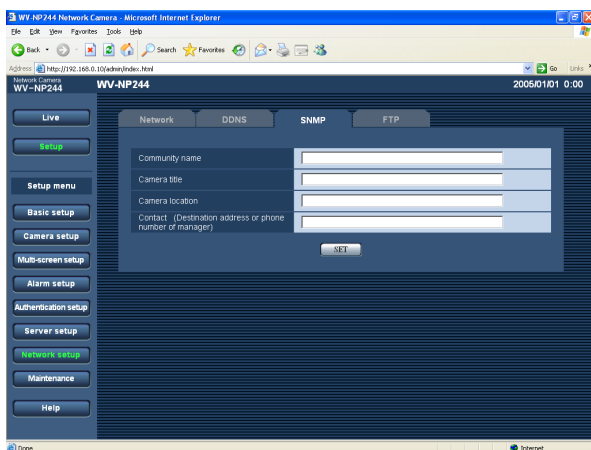 WV-NP244 Network Camera - Microsoft Internet Explorer
File Edit View Favorites Tools Help
Back Search Favorites
Address http://192.168.0.10/admin/index.html Go Links
Network Camera
WV-NP244
WV-NP244
2005/01/01 0:00
Live
Setup
Setup menu
Basic setup
Camera setup
Multi-screen setup
Alarm setup
Authentication setup
Server setup
Network setup
Maintenance
Help
Network DDNS SNMP FTP
Community name
Camera title
Camera location
Contact (Destination address or phone
number of manager)
SET
Done Internet